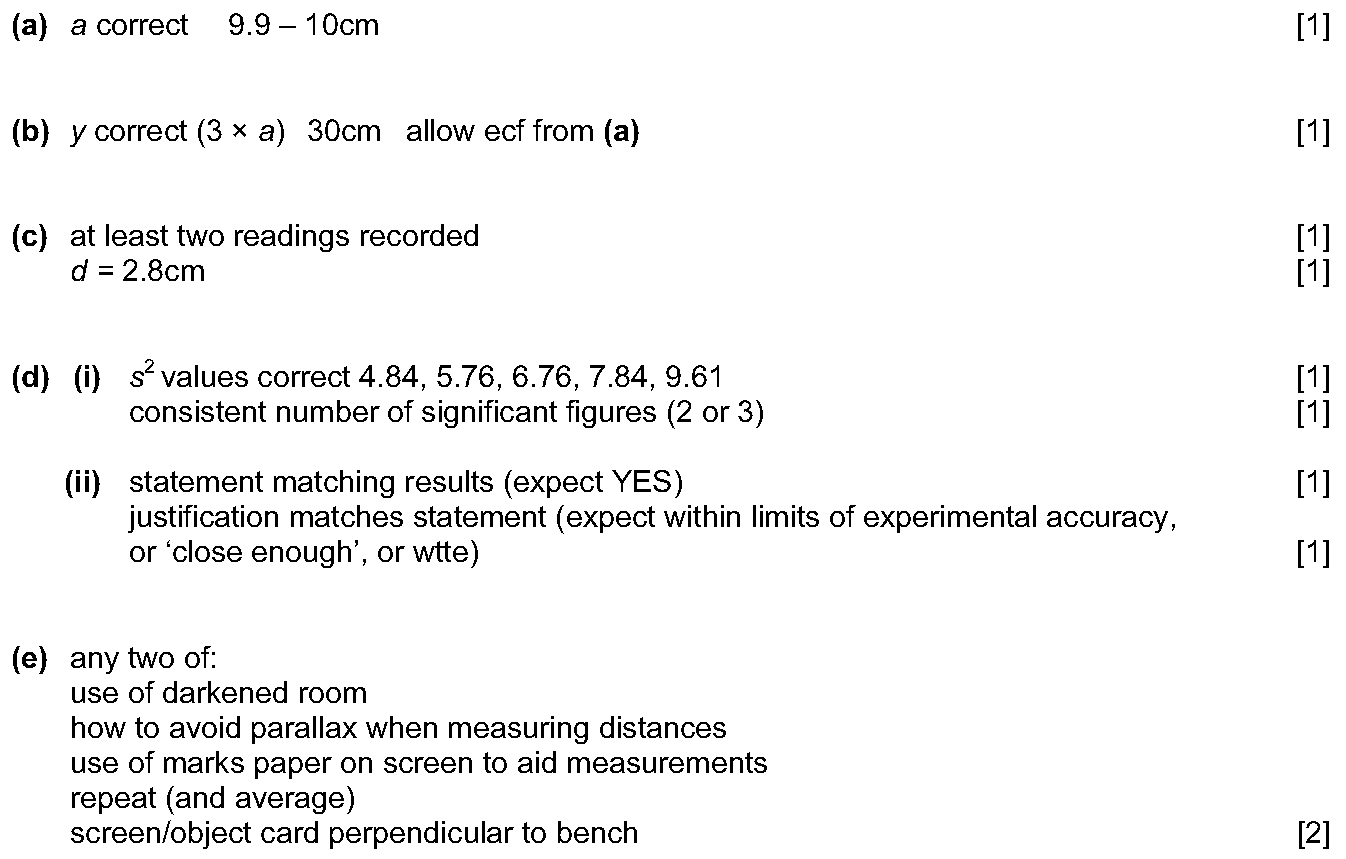 (a) a correct 9.9 – 10cm [1]
(b) y correct (3 × a) 30cm allow ecf from (a) [1]
(c) at least two readings recorded [1]
d = 2.8cm [1]
(d) (i) s² values correct 4.84, 5.76, 6.76, 7.84, 9.61 [1]
consistent number of significant figures (2 or 3) [1]
(ii) statement matching results (expect YES) [1]
justification matches statement (expect within limits of experimental accuracy,
or ‘close enough’, or wtte) [1]
(e) any two of:
use of darkened room
how to avoid parallax when measuring distances
use of marks paper on screen to aid measurements
repeat (and average)
screen/object card perpendicular to bench [2]